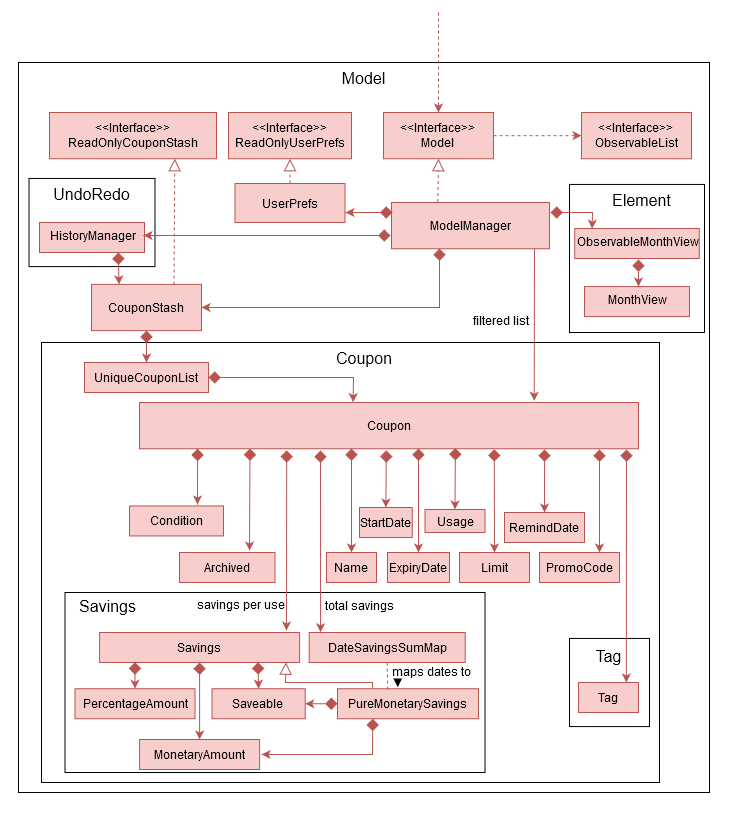 Model
<<Interface>>
ReadOnlyCouponStash
<<Interface>>
ReadOnlyUserPrefs
<<Interface>>
Model
<<Interface>>
ObservableList
UndoRedo
HistoryManager
UserPrefs
ModelManager
Element
ObservableMonthView
MonthView
CouponStash
filtered list
Coupon
UniqueCouponList
Coupon
Condition
StartDate
Usage
RemindDate
Archived
Name
ExpiryDate
Limit
PromoCode
savings per use
total savings
Savings
Savings
DateSavingsSumMap
maps dates to
PercentageAmount
Saveable
PureMonetarySavings
MonetaryAmount
Tag
Tag